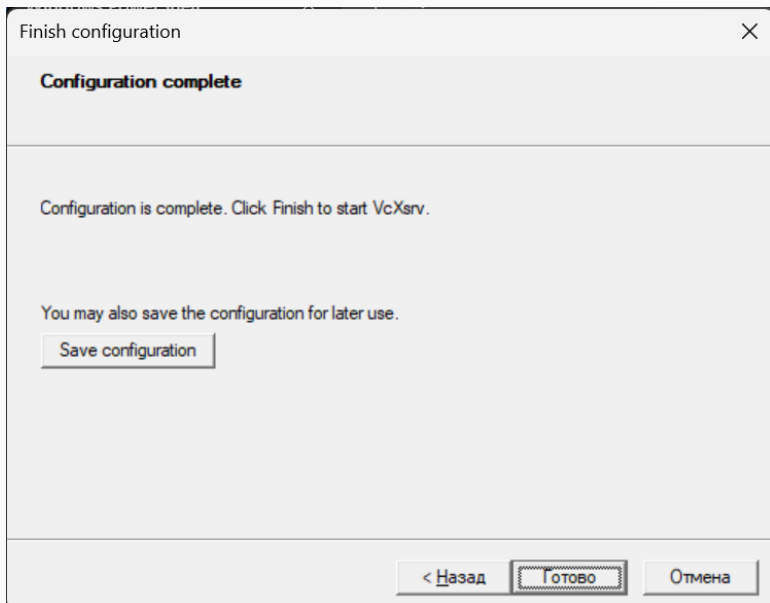 Finish configuration
Configuration complete
Configuration is complete. Click Finish to start VcXsrv.
You may also save the configuration for later use.
Save configuration
< Назад
Готово
Отмена